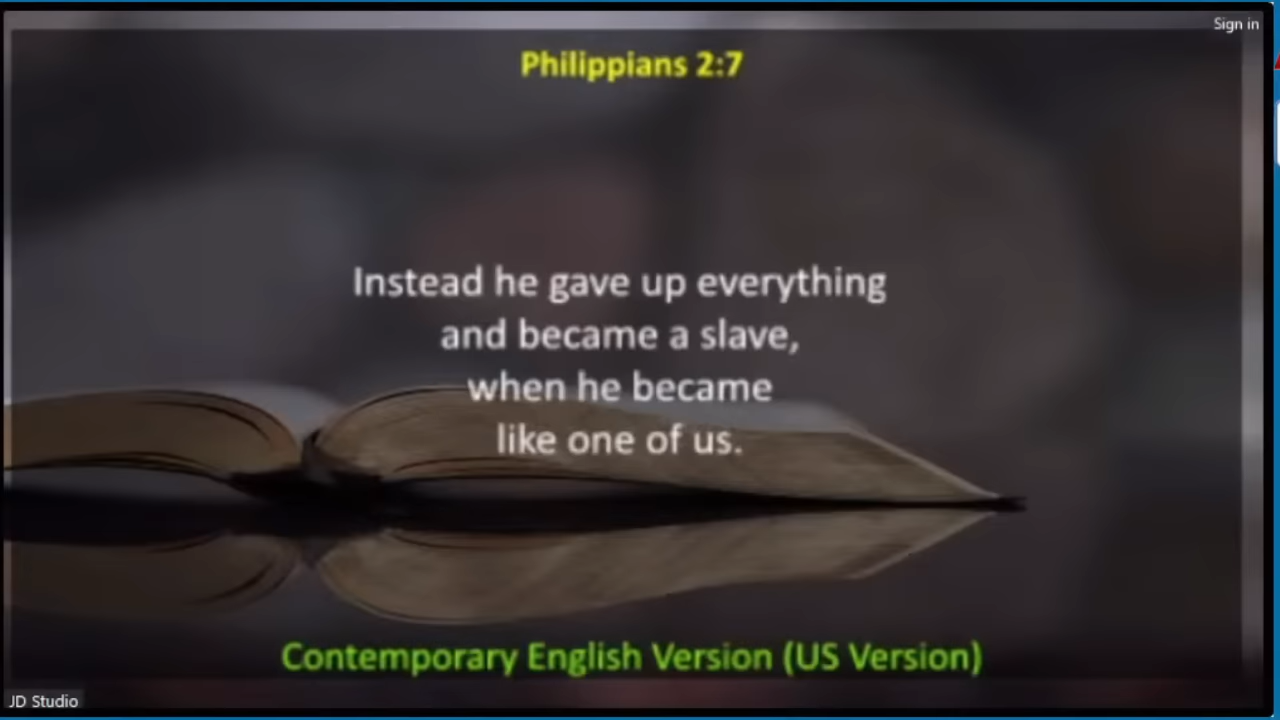 Sign in
Philippians 2:7
Instead he gave up everything
and became a slave,
when he became
like one of us.
Contemporary English Version (US Version)
JD Studio